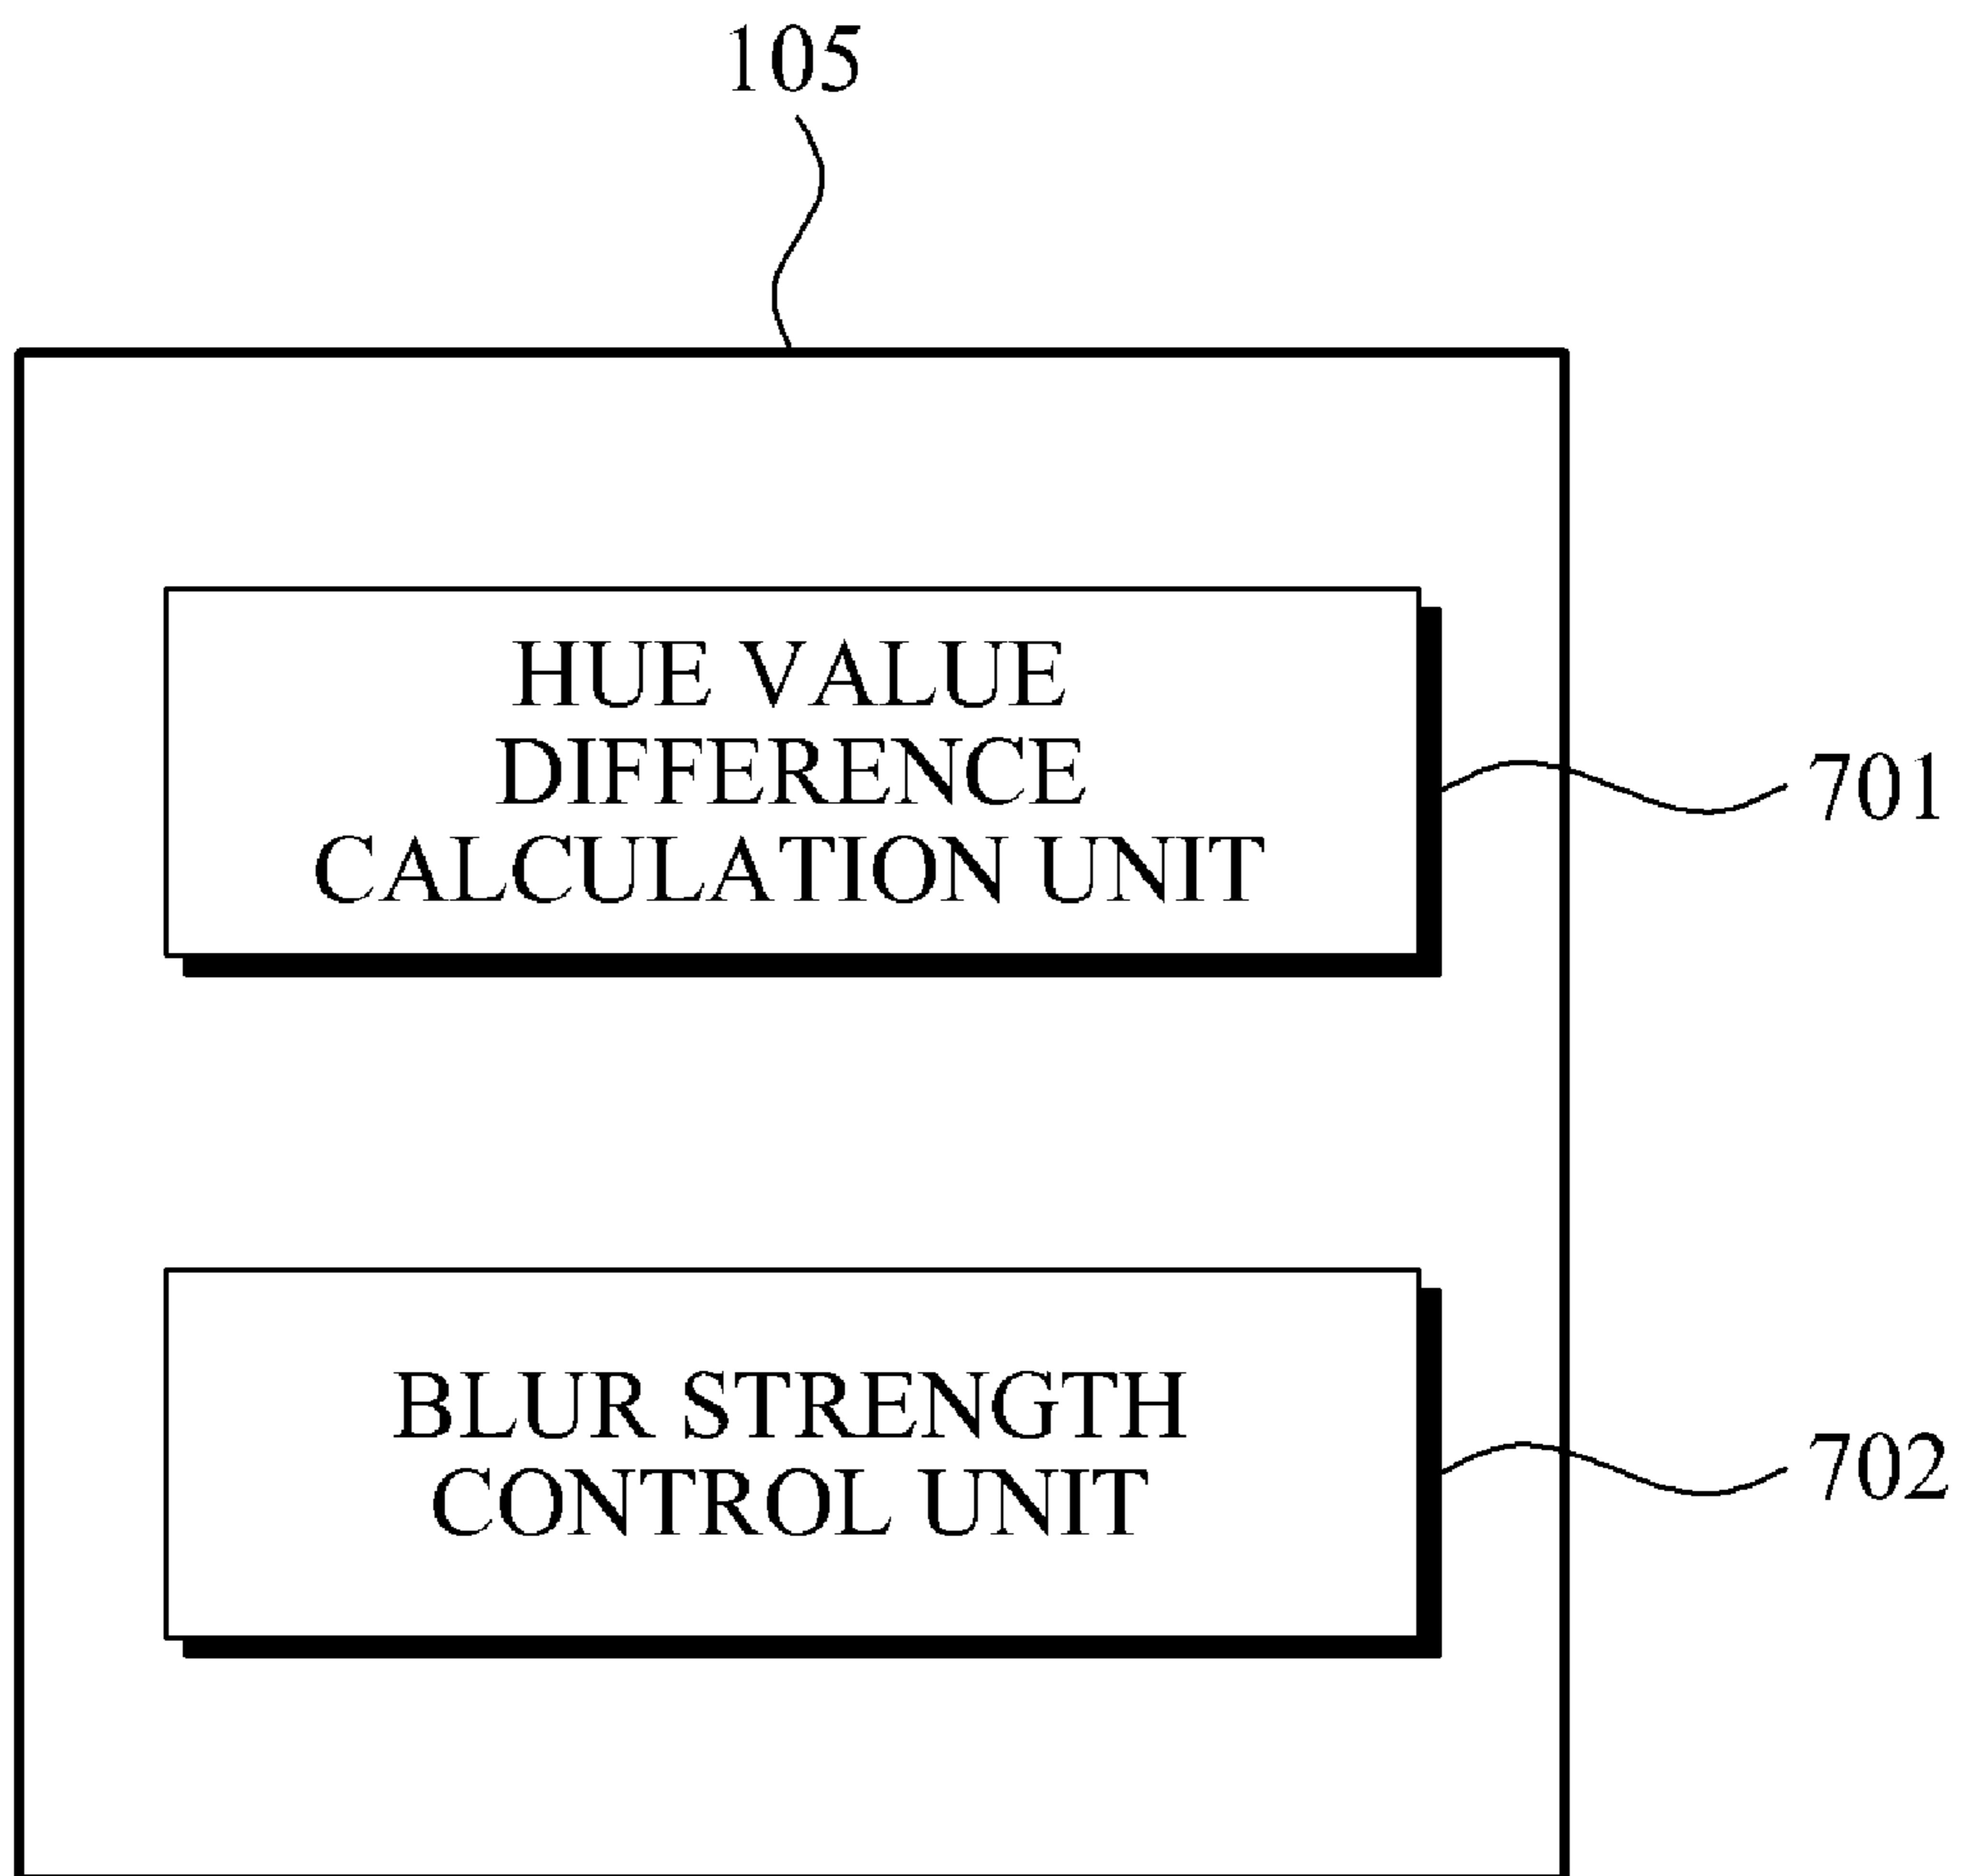 105
HUE VALUE
DIFFERENCE
CALCULATION UNIT
701
BLUR STRENGTH
CONTROL UNIT
702